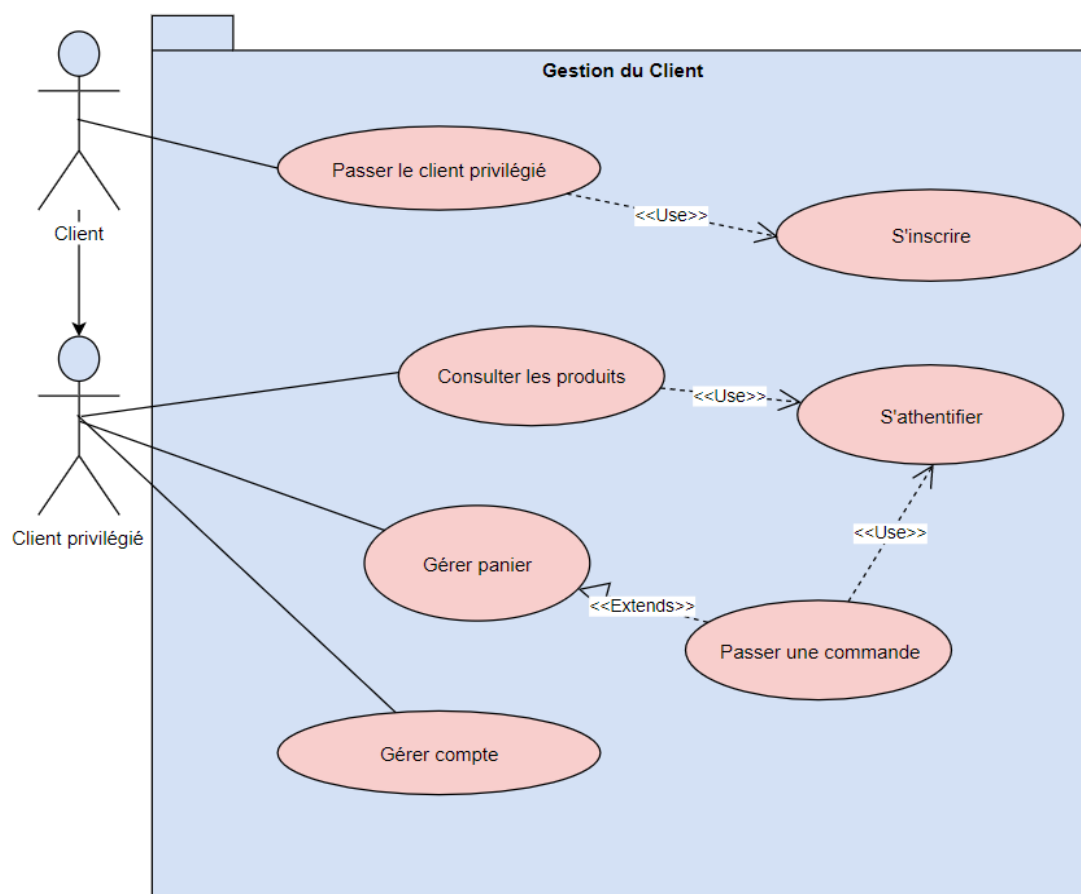 Gestion du Client
Passer le client privilégié
<<Use>>
S'inscrire
Client
Consulter les produits
<<Use>>
S'athentifier
Client privilégié
<<Use>>
Gérer panier
<<Extends>>
Passer une commande
Gérer compte